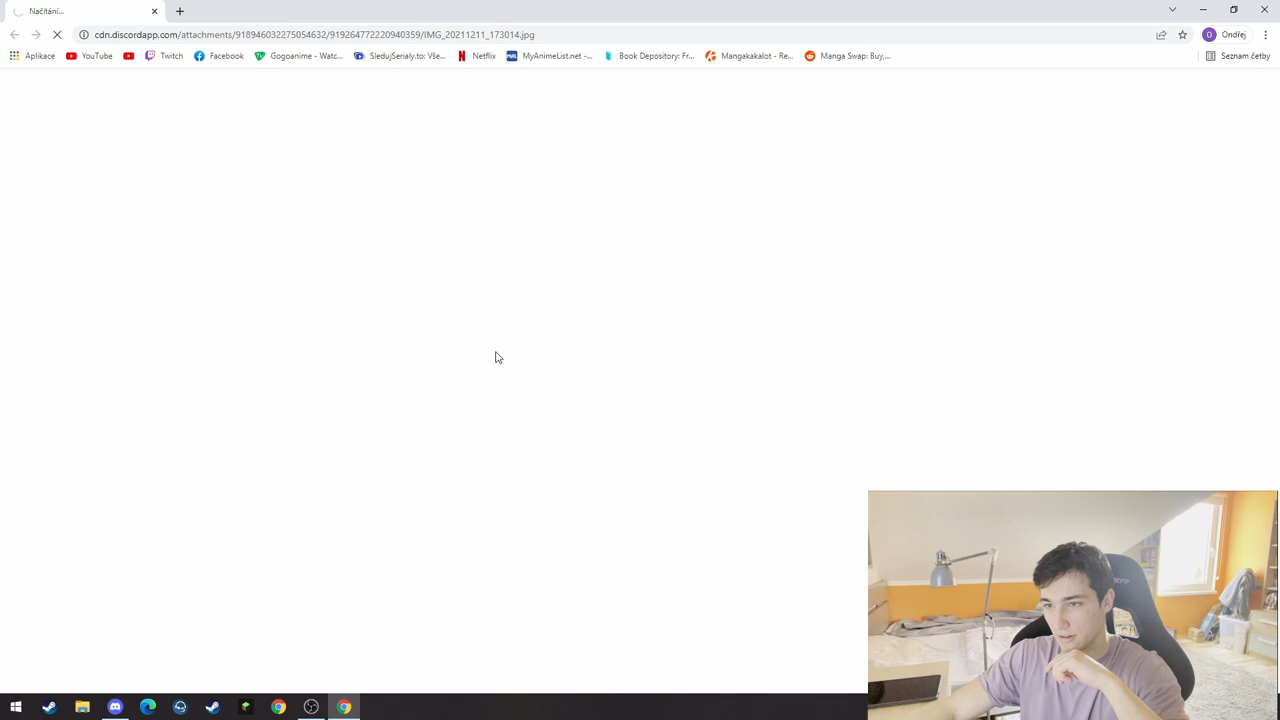 Načítání...
cdn.discordapp.com/attachments/918946032275054632/919264772220940359/IMG_20211211_173014.jpg
O Ondřej
Aplikace YouTube Twitch Facebook Gogoanime - Watc... SledujSerialy.to: Vše... Netflix MAL MyAnimeList.net -... Book Depository: Fr... Mangakakalot - Re... Manga Swap: Buy,... Seznam četby